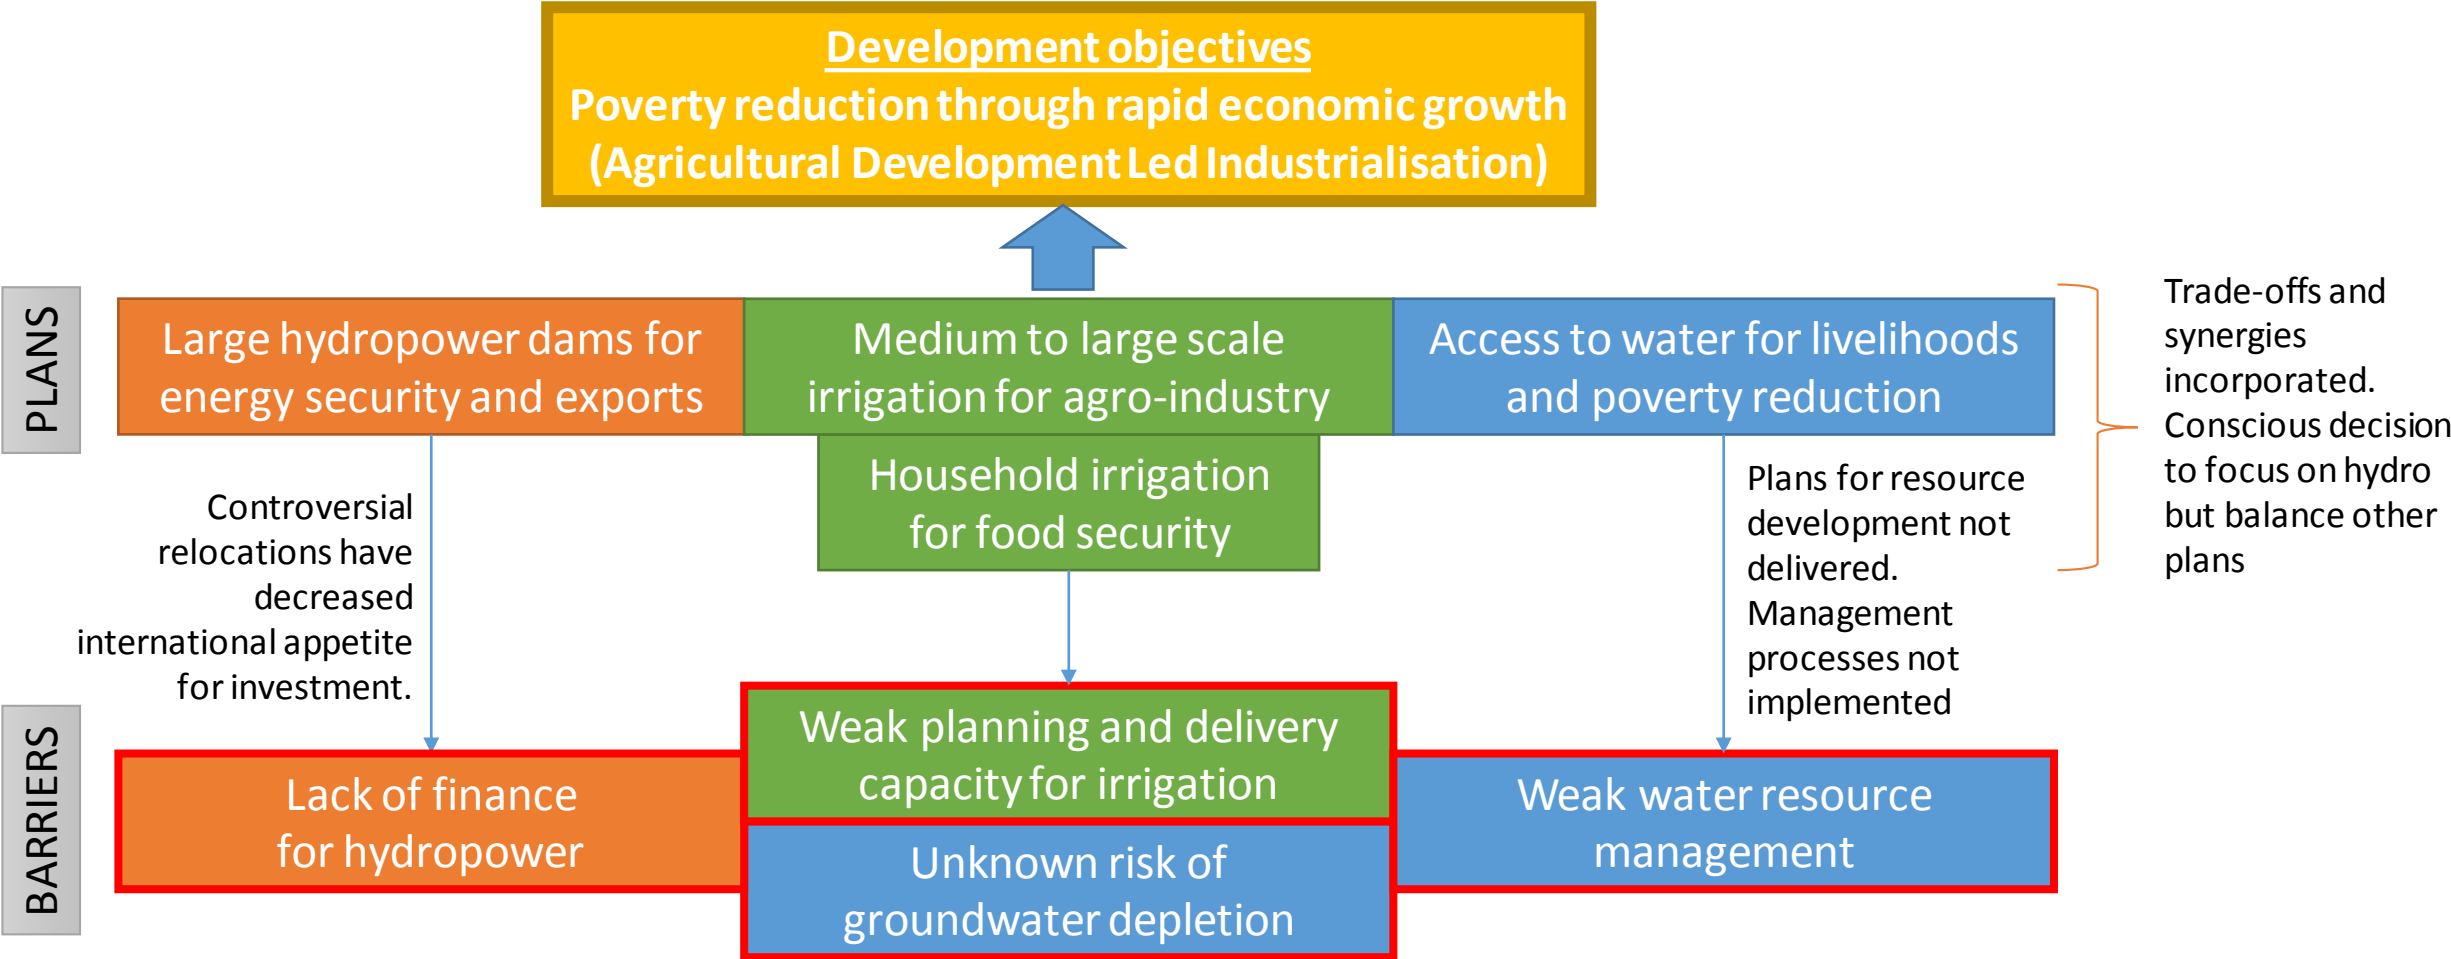 Development objectives
Poverty reduction through rapid economic growth
(Agricultural Development Led Industrialisation)
PLANS
Large hydropower dams for
energy security and exports
Medium to large scale
irrigation for agro-industry
Access to water for livelihoods
and poverty reduction
Household irrigation
for food security
Trade-offs and
synergies
incorporated.
Conscious decision
to focus on hydro
but balance other
plans
Controversial
relocations have
decreased
international appetite
for investment.
Plans for resource
development not
delivered.
Management
processes not
implemented
BARRIERS
Lack of finance
for hydropower
Weak planning and delivery
capacity for irrigation
Unknown risk of
groundwater depletion
Weak water resource
management